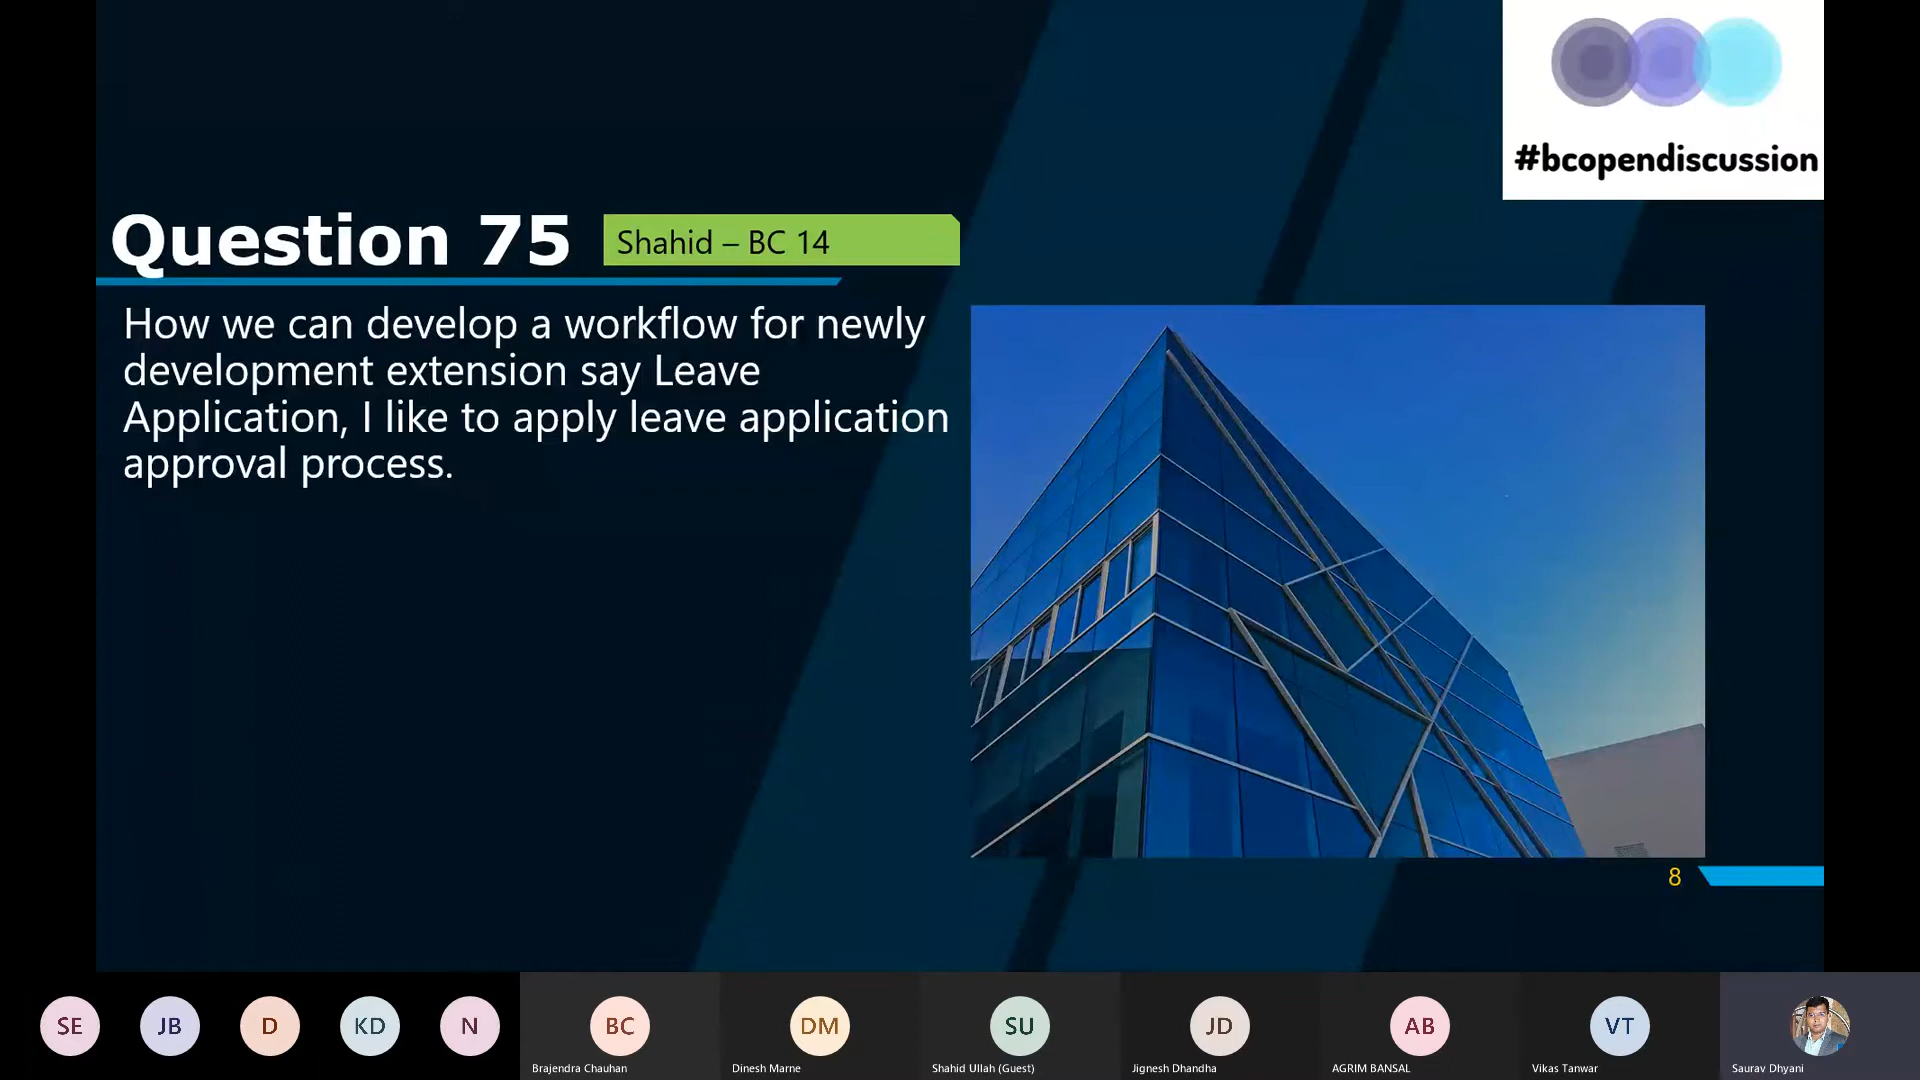 #bcopendiscussion
Question 75
Shahid – BC 14
How we can develop a workflow for newly
development extension say Leave
Application, I like to apply leave application
approval process.
8
SE
JB
D
KD
N
BC
DM
SU
JD
AB
VT
Brajendra Chauhan
Dinesh Marne
Shahid Ullah (Guest)
Jignesh Dhandha
AGRIM BANSAL
Vikas Tanwar
Saurav Dhyani